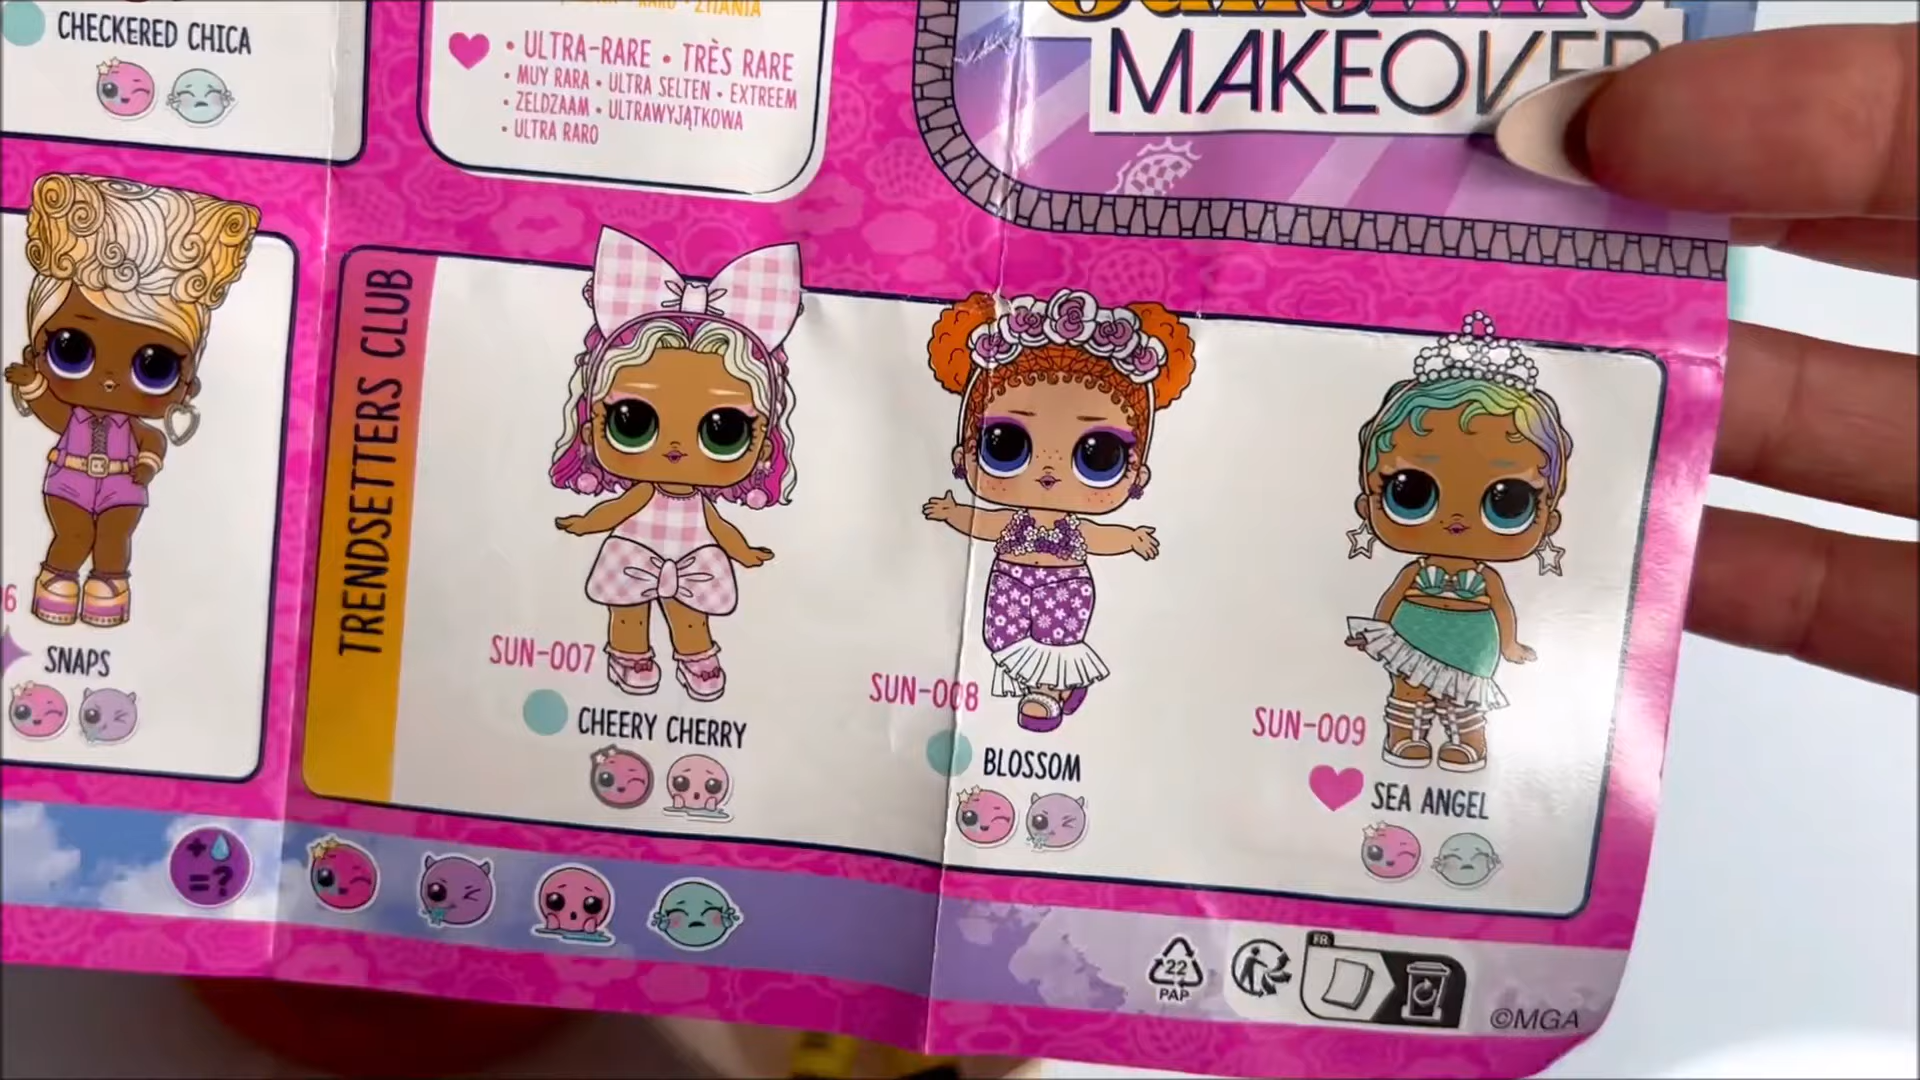 CHECKERED CHICA
• ULTRA-RARE • TRÈS RARE
• MUY RARA • ULTRA SELTEN • EXTREEM
• ZELDZAAM • ULTRAWYJĄTKOWA
• ULTRA RARO
MAKEOVER
TRENDSETTERS CLUB
6
SNAPS
SUN-007
CHEERY CHERRY
SUN-008
BLOSSOM
SUN-009
SEA ANGEL
+ =?
22
PAP
FR
©MGA